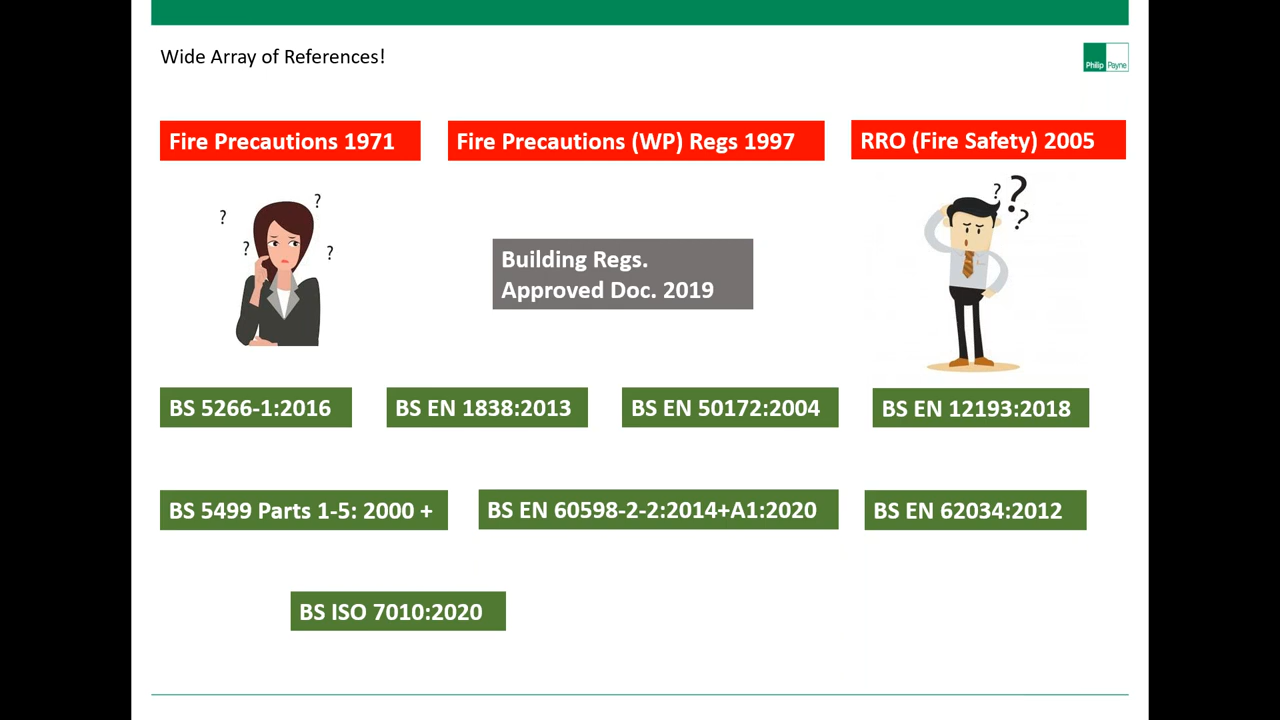 Wide Array of References!
Philip Payne
Fire Precautions 1971
Fire Precautions (WP) Regs 1997
RRO (Fire Safety) 2005
? ? ? ?
? ? ?
Building Regs.
Approved Doc. 2019
BS 5266-1:2016
BS EN 1838:2013
BS EN 50172:2004
BS EN 12193:2018
BS 5499 Parts 1-5: 2000 +
BS EN 60598-2-2:2014+A1:2020
BS EN 62034:2012
BS ISO 7010:2020